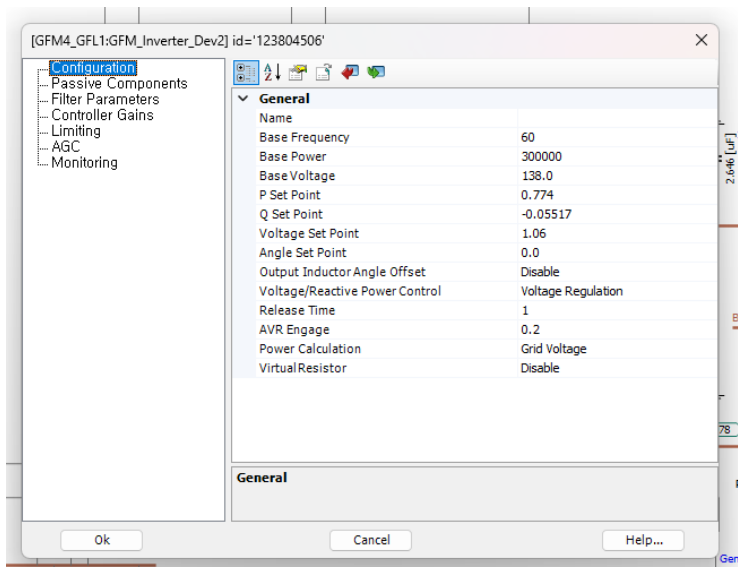 [GFM4_GFL1:GFM_Inverter_Dev2] id='123804506'
Configuration
Passive Components
Filter Parameters
Controller Gains
Limiting
AGC
Monitoring
General
Name
Base Frequency 60
Base Power 300000
Base Voltage 138.0
P Set Point 0.774
Q Set Point -0.05517
Voltage Set Point 1.06
Angle Set Point 0.0
Output Inductor Angle Offset Disable
Voltage/Reactive Power Control Voltage Regulation
Release Time 1
AVR Engage 0.2
Power Calculation Grid Voltage
Virtual Resistor Disable
General
Ok Cancel Help...
2.646 [uF]
78
Gen